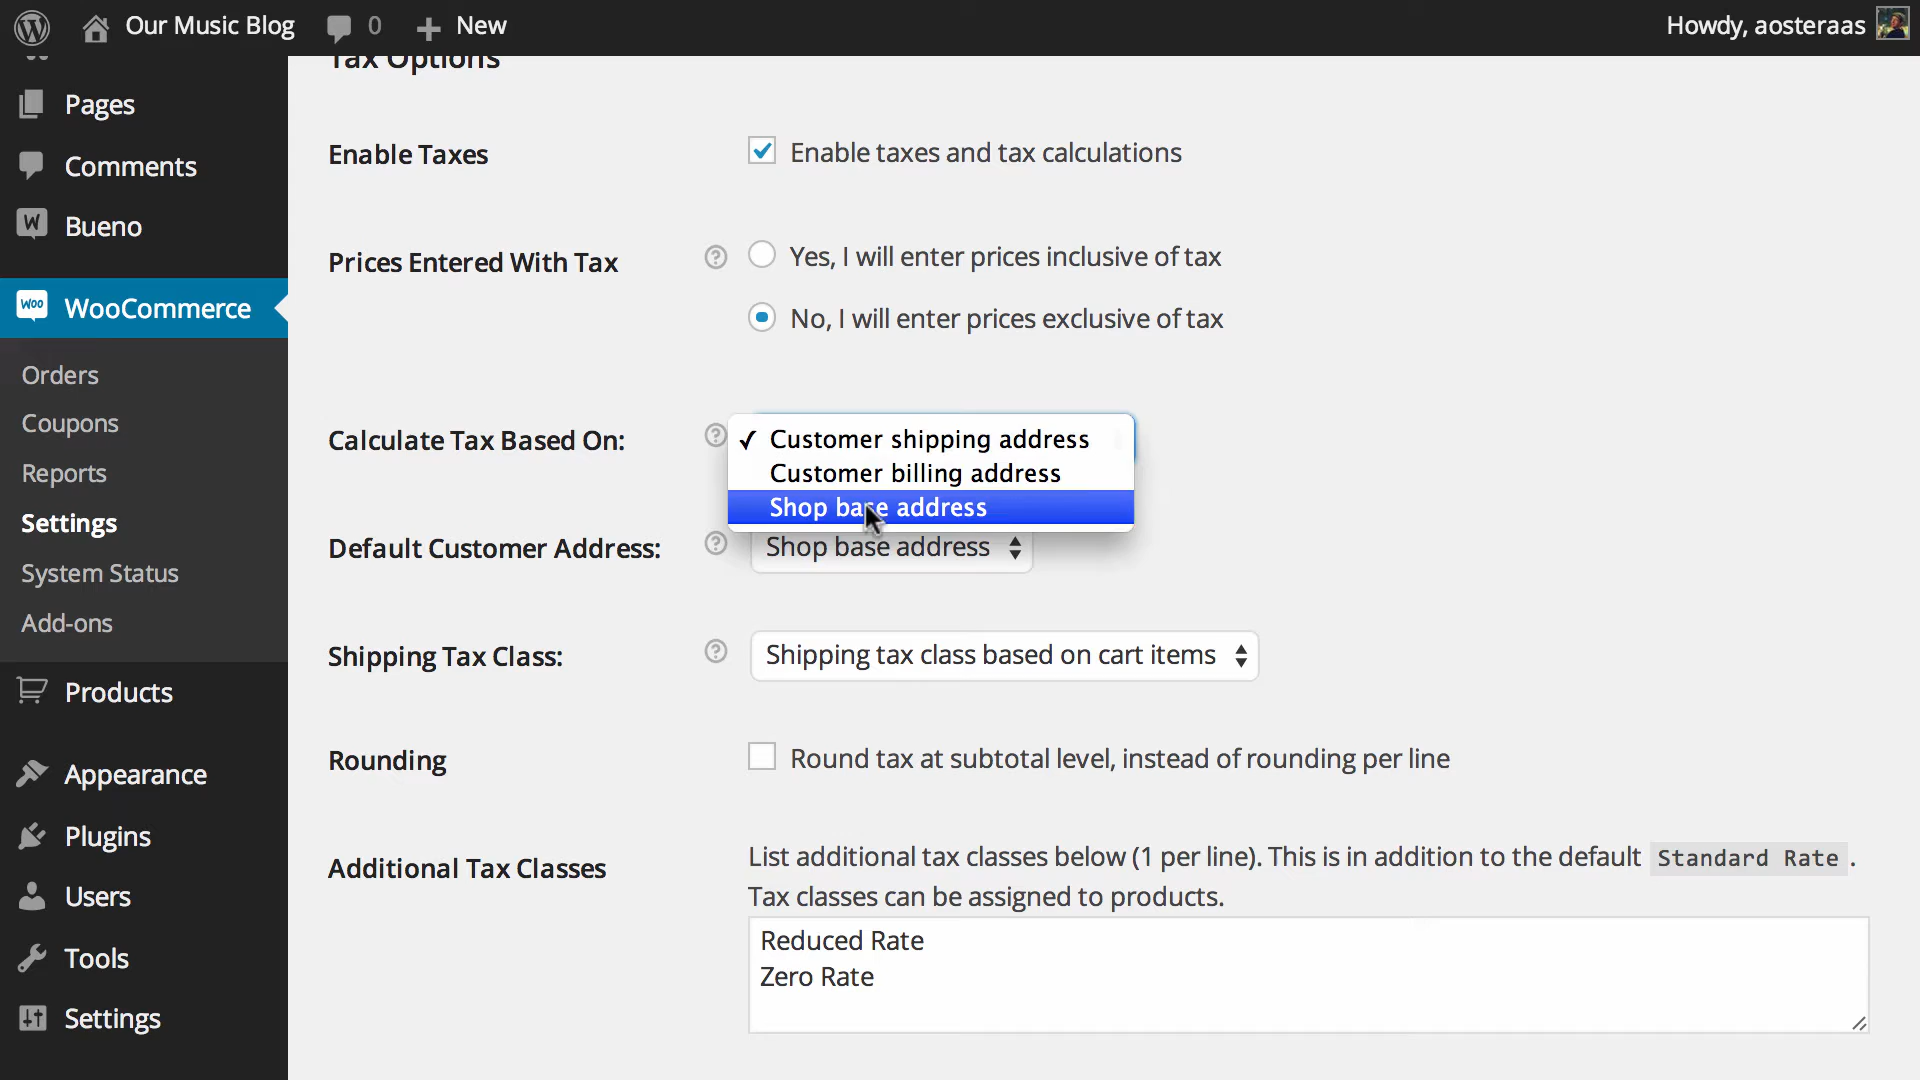 Our Music Blog
0
New
Howdy, aosteraas
Pages
Comments
Bueno
WooCommerce
Orders
Coupons
Reports
Settings
System Status
Add-ons
Products
Appearance
Plugins
Users
Tools
Settings
Tax Options
Enable Taxes
Enable taxes and tax calculations
Prices Entered With Tax
Yes, I will enter prices inclusive of tax
No, I will enter prices exclusive of tax
Calculate Tax Based On:
Customer shipping address
Customer billing address
Shop base address
Default Customer Address:
Shop base address
Shipping Tax Class:
Shipping tax class based on cart items
Rounding
Round tax at subtotal level, instead of rounding per line
Additional Tax Classes
List additional tax classes below (1 per line). This is in addition to the default Standard Rate .
Tax classes can be assigned to products.
Reduced Rate
Zero Rate